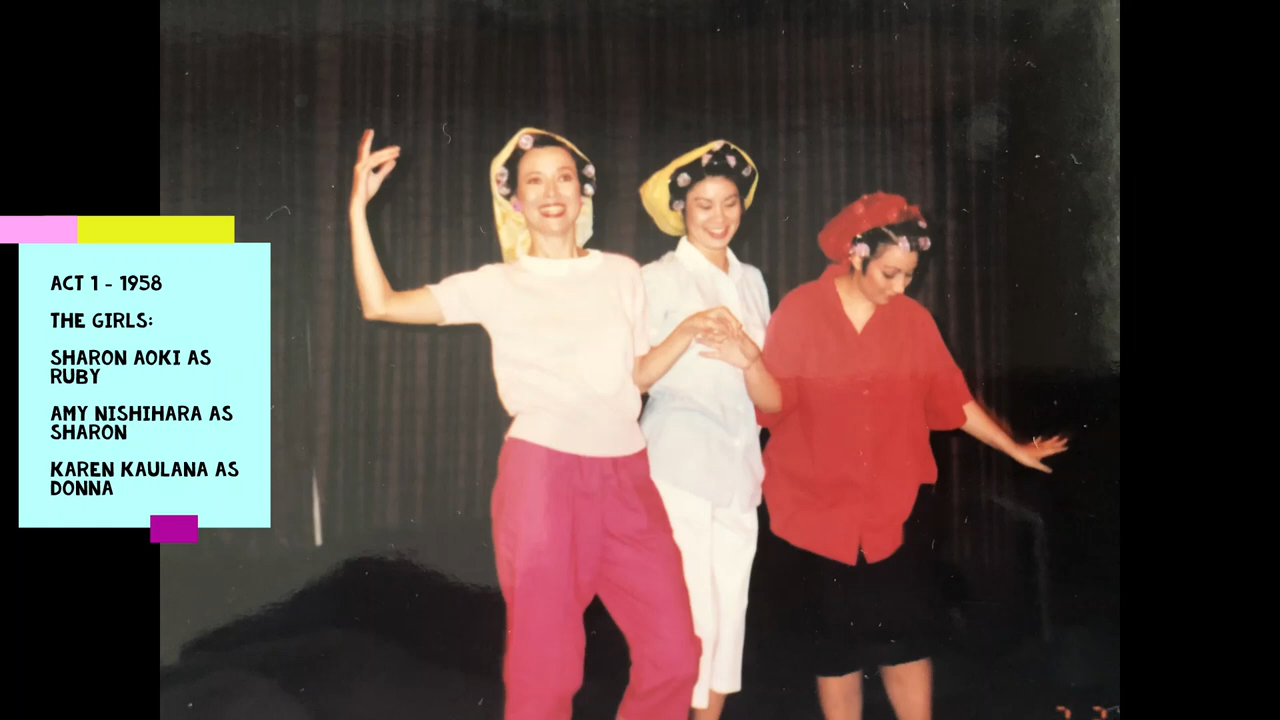 ACT 1 - 1958
THE GIRLS:
SHARON AOKI AS
RUBY
AMY NISHIHARA AS
SHARON
KAREN KAULANA AS
DONNA